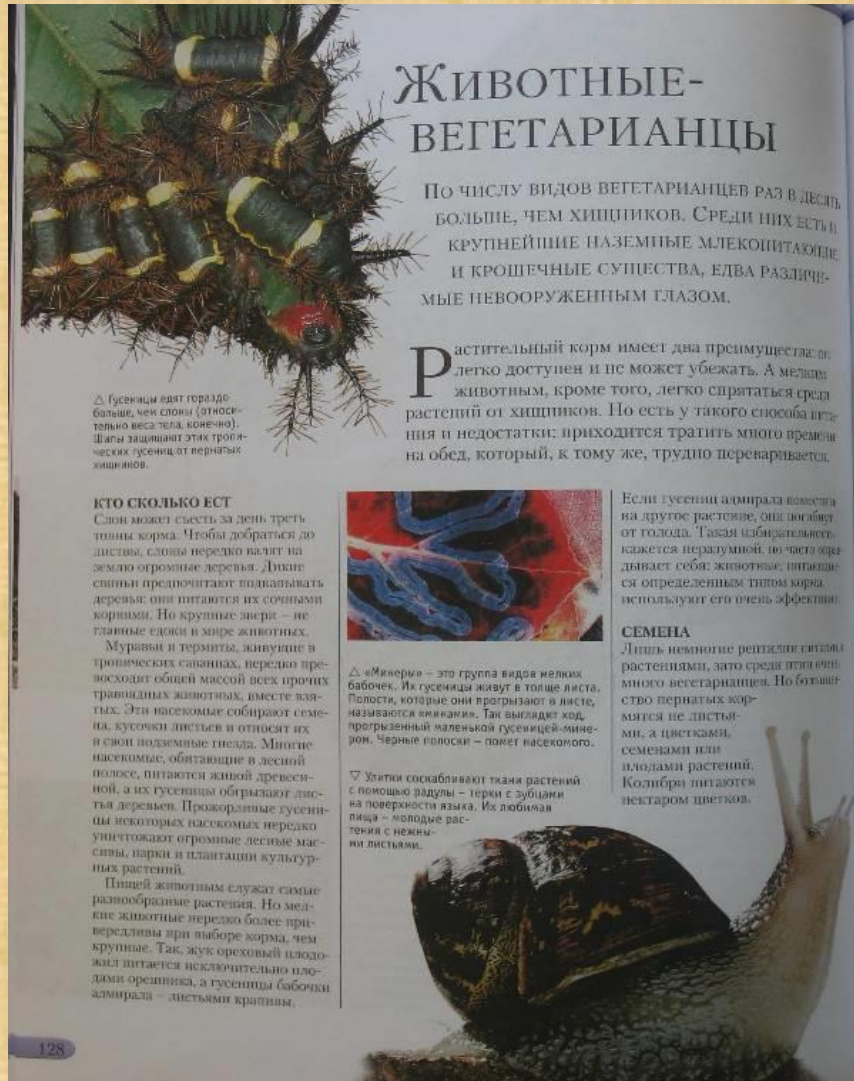 ЖИВОТНЫЕ-
ВЕГЕТАРИАНЦЫ
ПО ЧИСЛУ ВИДОВ ВЕГЕТАРИАНЦЕВ РАЗ В ДЕСЯТЬ
БОЛЬШЕ, ЧЕМ ХИЩНИКОВ. СРЕДИ НИХ ЕСТЬ И
КРУПНЕЙШИЕ НАЗЕМНЫЕ МЛЕКОПИТАЮЩИЕ,
И КРОШЕЧНЫЕ СУЩЕСТВА, ЕДВА РАЗЛИЧИ-
МЫЕ НЕВООРУЖЕННЫМ ГЛАЗОМ.
Растительный корм имеет два преимущества: он
легко доступен и не может убежать. А мелким
животным, кроме того, легко спрятаться среди
растений от хищников. Но есть у такого способа пита-
ния и недостатки: приходится тратить много времени
на обед, который, к тому же, трудно переваривается.
△ Гусеницы едят гораздо
больше, чем слоны (относи-
тельно веса тела, конечно).
Шипы защищают этих тропи-
ческих гусениц от пернатых
хищников.
КТО СКОЛЬКО ЕСТ
Слон может съесть за день треть
тонны корма. Чтобы добраться до
листвы, слоны нередко валят на
землю огромные деревья. Дикие
свиньи предпочитают подкапывать
деревья: они питаются их сочными
корнями. Но крупные звери – не
главные едоки в мире животных.
Муравьи и термиты, живущие в
тропических саваннах, нередко пре-
восходят общей массой всех прочих
травоядных животных, вместе взя-
тых. Эти насекомые собирают семе-
на, кусочки листьев и относят их
в свои подземные гнезда. Многие
насекомые, обитающие в лесной
полосе, питаются живой древеси-
ной, а их гусеницы обгрызают лис-
тья деревьев. Прожорливые гусени-
цы некоторых насекомых нередко
уничтожают огромные лесные мас-
сивы, парки и плантации культур-
ных растений.
Пищей животным служат самые
разнообразные растения. Но мел-
кие животные нередко более при-
вередливы при выборе корма, чем
крупные. Так, жук ореховый плодо-
жил питается исключительно пло-
дами орешника, а гусеницы бабочки
адмирала – листьями крапивы.
△ «Минеры» – это группа видов мелких
бабочек. Их гусеницы живут в толще листа.
Полости, которые они прогрызают в листе,
называются «минами». Так выглядит ход,
прогрызенный маленькой гусеницей-мине-
ром. Черные полоски – помет насекомого.
▽ Улитки соскабливают ткани растений
с помощью радулы – терки с зубцами
на поверхности языка. Их любимая
пища – молодые рас-
тения с нежны-
ми листьями.
Если гусениц адмирала поместить
на другое растение, они погибнут
от голода. Такая избирательность
кажется неразумной, но часто оправ-
дывает себя: животные, питающие-
ся определенным типом корма,
используют его очень эффективно.
СЕМЕНА
Лишь немногие рептилии питаются
растениями, зато среди птиц очень
много вегетарианцев. Но большин-
ство пернатых кор-
мятся не листья-
ми, а цветками,
семенами или
плодами растений.
Колибри питаются
нектаром цветков.
128